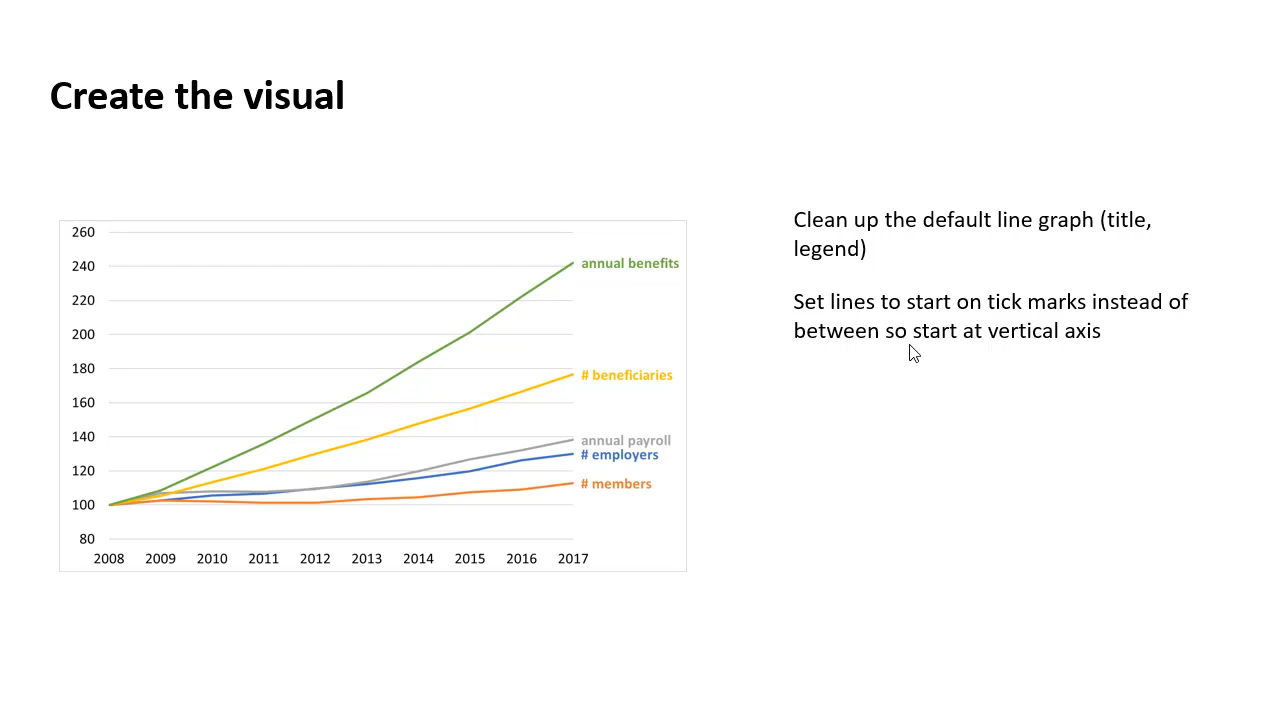 Create the visual
Clean up the default line graph (title,
legend)
Set lines to start on tick marks instead of
between so start at vertical axis
260
240
220
200
180
160
140
120
100
80
annual benefits
# beneficiaries
annual payroll
# employers
# members
2008 2009 2010 2011 2012 2013 2014 2015 2016 2017